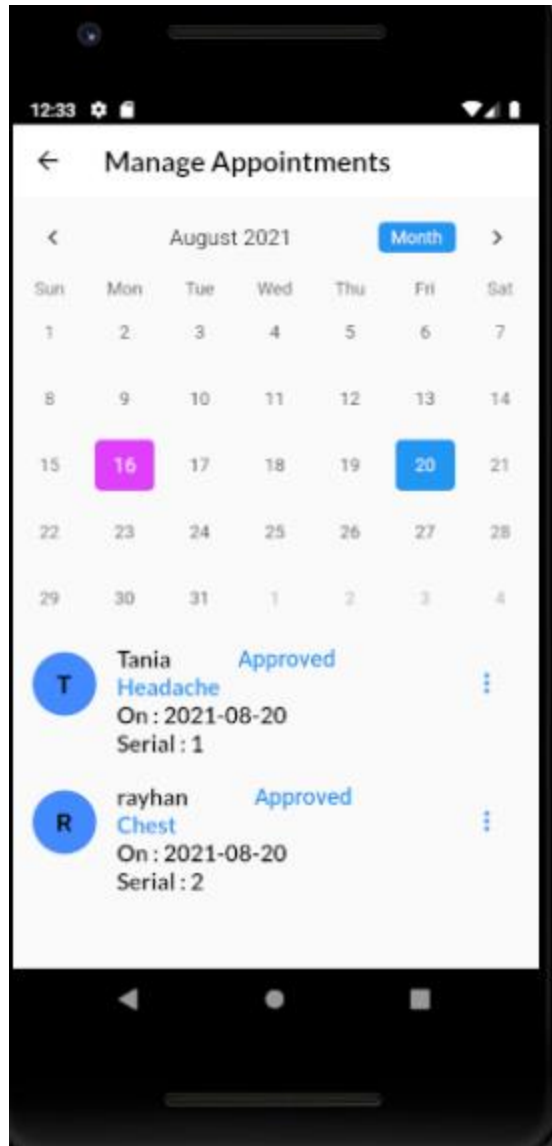 12:33
Manage Appointments
August 2021 Month
Sun Mon Tue Wed Thu Fri Sat
1 2 3 4 5 6 7
8 9 10 11 12 13 14
15 16 17 18 19 20 21
22 23 24 25 26 27 28
29 30 31 1 2 3 4
T
Tania Approved
Headache
On : 2021-08-20
Serial : 1
R
rayhan Approved
Chest
On : 2021-08-20
Serial : 2